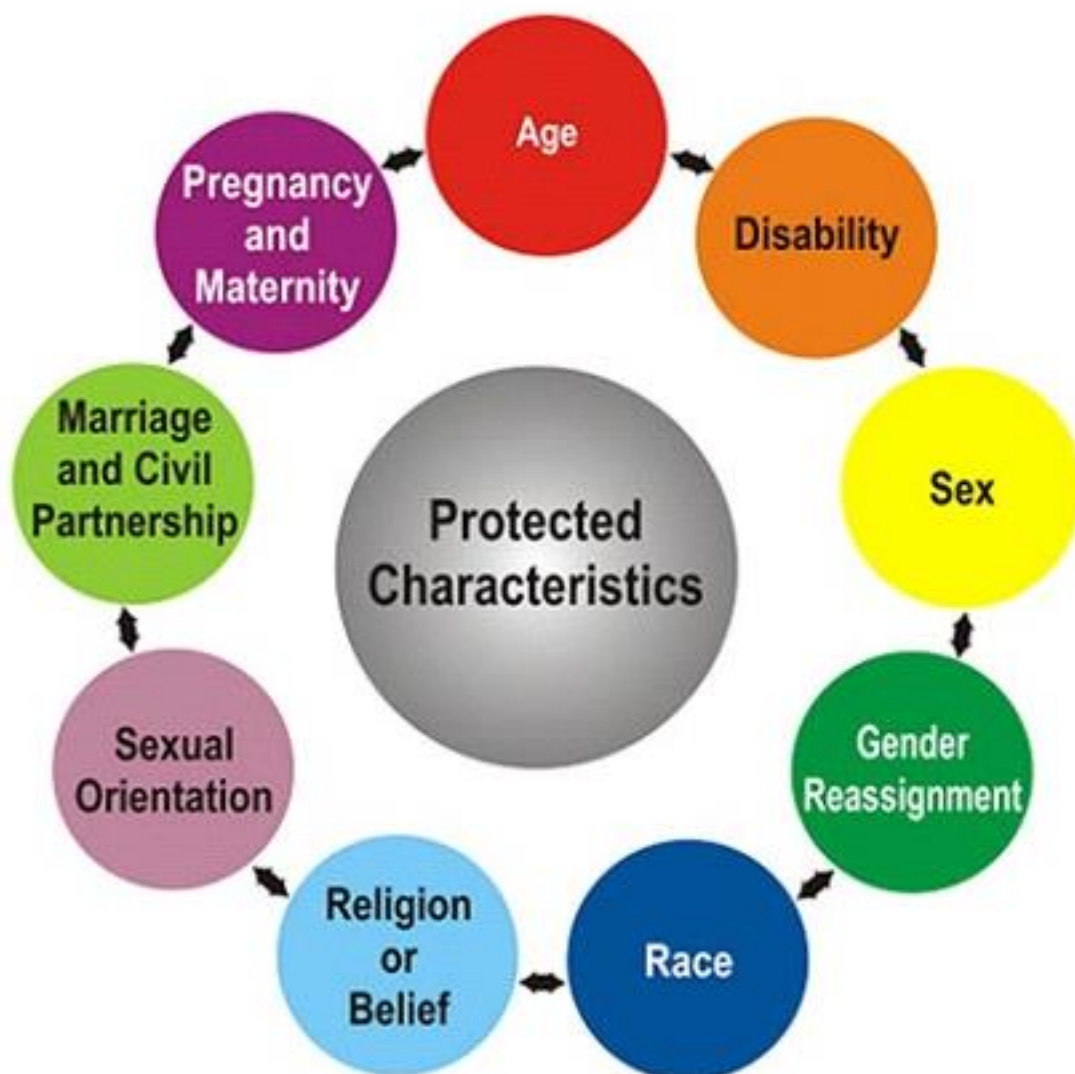 Age
Disability
Sex
Gender
Reassignment
Race
Religion
or
Belief
Sexual
Orientation
Marriage
and Civil
Partnership
Pregnancy
and
Maternity
Protected
Characteristics